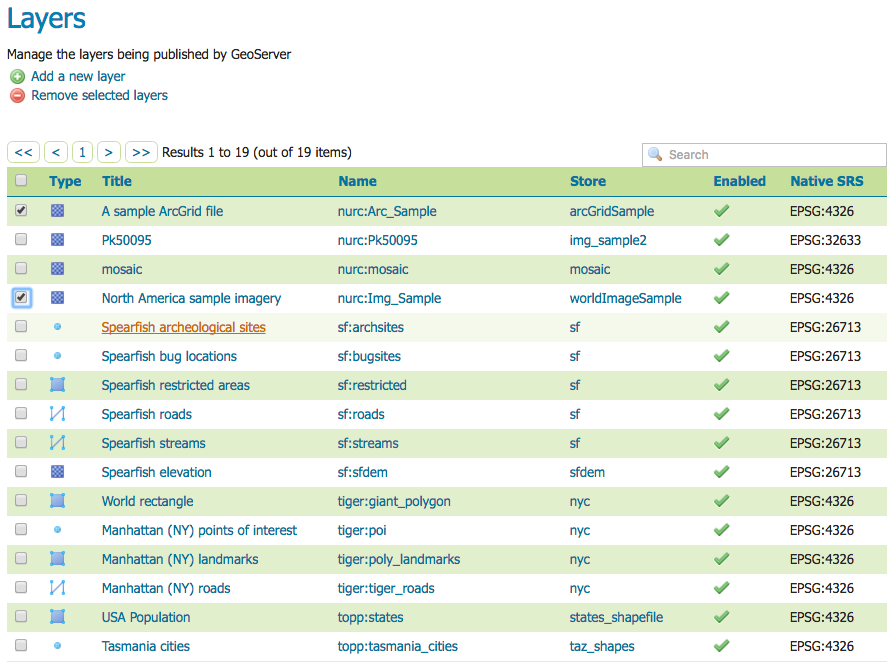 Layers
Manage the layers being published by GeoServer
Add a new layer
Remove selected layers
<< < 1 > >> Results 1 to 19 (out of 19 items) Search
Type Title Name Store Enabled Native SRS
A sample ArcGrid file nurc:Arc_Sample arcGridSample EPSG:4326
Pk50095 nurc:Pk50095 img_sample2 EPSG:32633
mosaic nurc:mosaic mosaic EPSG:4326
North America sample imagery nurc:Img_Sample worldImageSample EPSG:4326
Spearfish archeological sites sf:archsites sf EPSG:26713
Spearfish bug locations sf:bugsites sf EPSG:26713
Spearfish restricted areas sf:restricted sf EPSG:26713
Spearfish roads sf:roads sf EPSG:26713
Spearfish streams sf:streams sf EPSG:26713
Spearfish elevation sf:sfdem sfdem EPSG:26713
World rectangle tiger:giant_polygon nyc EPSG:4326
Manhattan (NY) points of interest tiger:poi nyc EPSG:4326
Manhattan (NY) landmarks tiger:poly_landmarks nyc EPSG:4326
Manhattan (NY) roads tiger:tiger_roads nyc EPSG:4326
USA Population topp:states states_shapefile EPSG:4326
Tasmania cities topp:tasmania_cities taz_shapes EPSG:4326